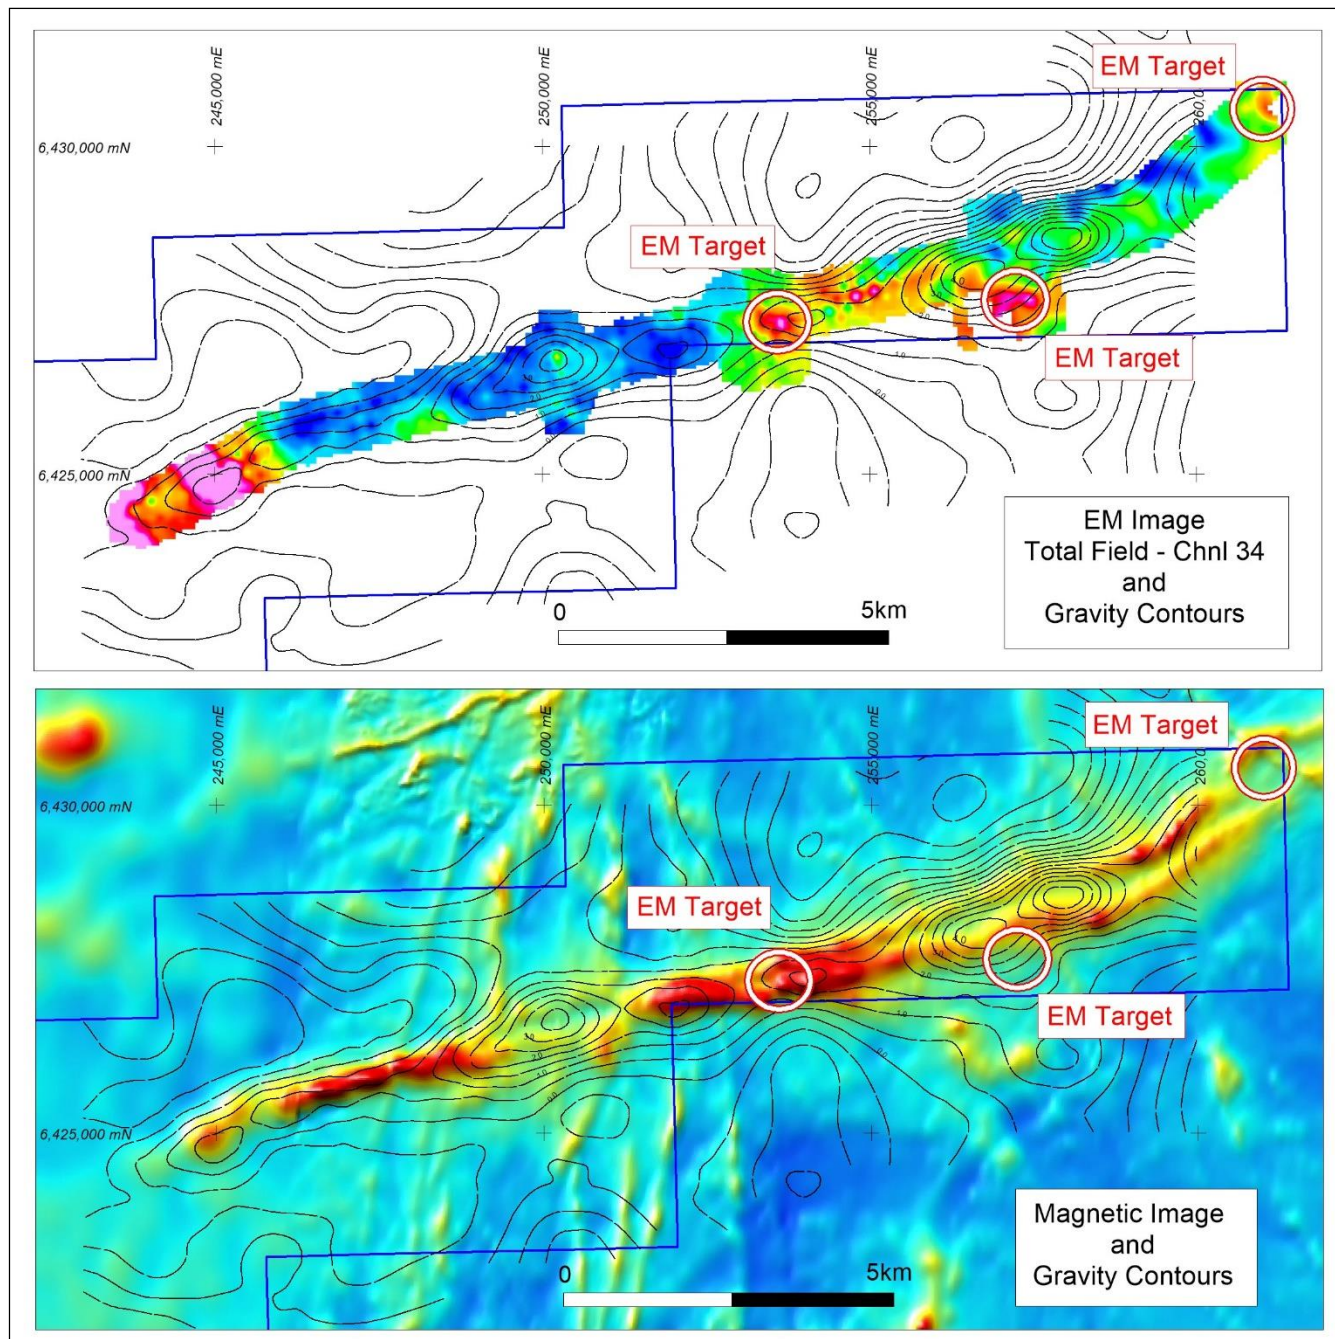 EM Target
245,000 mE
250,000 mE
255,000 mE
260,0
6,430,000 mN
EM Target
EM Target
6,425,000 mN
EM Image
Total Field - Chnl 34
and
Gravity Contours
0 5km
EM Target
245,000 mE
250,000 mE
255,000 mE
260,0
6,430,000 mN
EM Target
EM Target
6,425,000 mN
Magnetic Image
and
Gravity Contours
0 5km